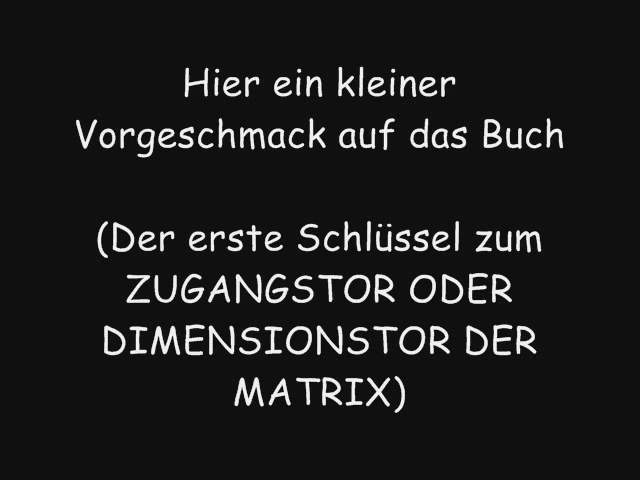 Hier ein kleiner
Vorgeschmack auf das Buch
(Der erste Schlüssel zum
ZUGANGSTOR ODER
DIMENSIONSTOR DER
MATRIX)